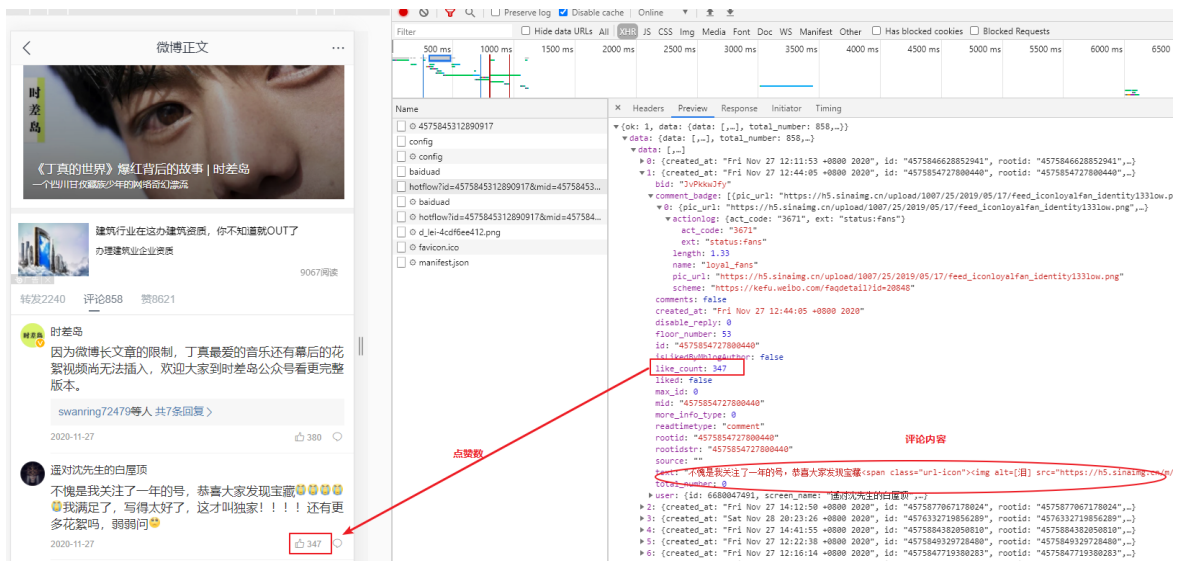 微博正文
...
时差岛
《丁真的世界》爆红背后的故事 | 时差岛
一个四川甘孜藏族少年的网络奇幻漂流
建筑行业在这办建筑资质，你不知道就OUT了
办理建筑业企业资质
9067阅读
转发2240 评论858 赞8621
时差岛
时差岛
因为微博长文章的限制，丁真最爱的音乐还有幕后的花
絮视频尚无法插入，欢迎大家到时差岛公众号看更完整
版本。
swanring72479等人 共7条回复>
2020-11-27
380
遥对沈先生的白屋顶
不愧是我关注了一年的号，恭喜大家发现宝藏
我满足了，写得太好了，这才叫独家！！！！还有更
多花絮吗，弱弱问
2020-11-27
347
点赞数
Preserve log Disable cache Online
Filter Hide data URLs All XHR JS CSS Img Media Font Doc WS Manifest Other Has blocked cookies Blocked Requests
500 ms 1000 ms 1500 ms 2000 ms 2500 ms 3000 ms 3500 ms 4000 ms 4500 ms 5000 ms 5500 ms 6000 ms 6500
Name
4575845312890917
config
config
baiduad
hotflow?id=4575845312890917&mid=45758453...
baiduad
hotflow?id=4575845312890917&mid=457584...
d_lei-4cdf6ee412.png
favicon.ico
manifest.json
× Headers Preview Response Initiator Timing
▼{ok: 1, data: {data: [,…], total_number: 858,…}}
▼data: {data: [,…], total_number: 858,…}
▼data: [,…]
▶0: {created_at: "Fri Nov 27 12:11:53 +0800 2020", id: "4575846628852941", rootid: "4575846628852941",…}
▼1: {created_at: "Fri Nov 27 12:44:05 +0800 2020", id: "4575854727800440", rootid: "4575854727800440",…}
bid: "JvPkkwJfy"
▼comment_badge: [{pic_url: "https://h5.sinaimg.cn/upload/1007/25/2019/05/17/feed_iconloyalfan_identity133low.p
▼0: {pic_url: "https://h5.sinaimg.cn/upload/1007/25/2019/05/17/feed_iconloyalfan_identity133low.png",…}
▼actionlog: {act_code: "3671", ext: "status:fans"}
act_code: "3671"
ext: "status:fans"
length: 1.33
name: "loyal_fans"
pic_url: "https://h5.sinaimg.cn/upload/1007/25/2019/05/17/feed_iconloyalfan_identity133low.png"
scheme: "https://kefu.weibo.com/faqdetail?id=20848"
comments: false
created_at: "Fri Nov 27 12:44:05 +0800 2020"
disable_reply: 0
floor_number: 53
id: "4575854727800440"
isLikedByMblogAuthor: false
like_count: 347
liked: false
max_id: 0
mid: "4575854727800440"
more_info_type: 0
readtimetype: "comment"
rootid: "4575854727800440"
rootidstr: "4575854727800440"
评论内容
source: ""
text: "不愧是我关注了一年的号，恭喜大家发现宝藏<span class="url-icon"><img alt=[泪] src="https://h5.sinaimg.cn/m/
total_number: 0
▶user: {id: 6680047491, screen_name: "遥对沈先生的白屋顶",…}
▶2: {created_at: "Fri Nov 27 14:12:50 +0800 2020", id: "4575877067178024", rootid: "4575877067178024",…}
▶3: {created_at: "Sat Nov 28 20:23:26 +0800 2020", id: "4576332719856289", rootid: "4576332719856289",…}
▶4: {created_at: "Fri Nov 27 14:41:55 +0800 2020", id: "4575884382050810", rootid: "4575884382050810",…}
▶5: {created_at: "Fri Nov 27 12:22:38 +0800 2020", id: "4575849329728480", rootid: "4575849329728480",…}
▶6: {created_at: "Fri Nov 27 12:16:14 +0800 2020", id: "4575847719380283", rootid: "4575847719380283",…}